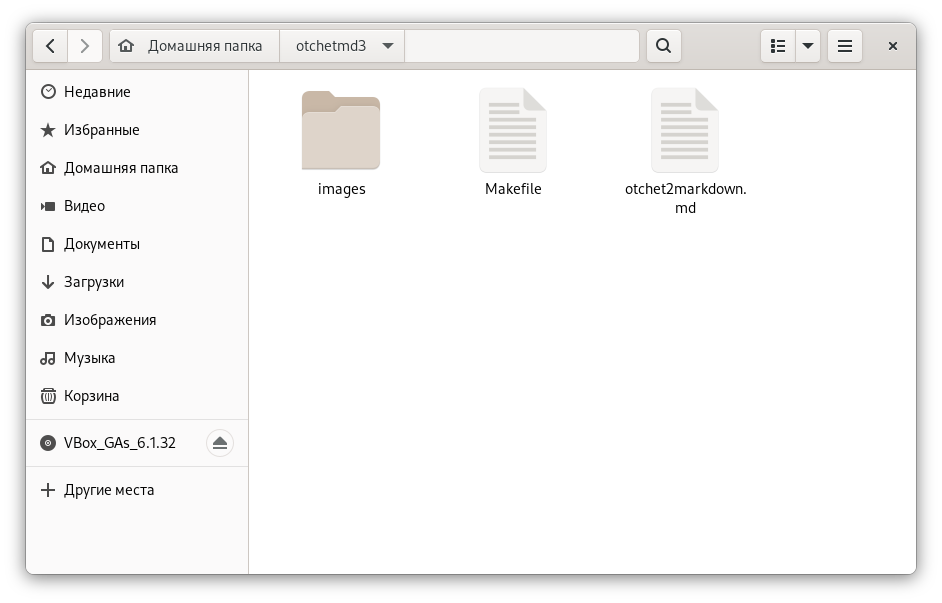 Домашняя папка
otchetmd3
Недавние
Избранные
Домашняя папка
Видео
Документы
Загрузки
Изображения
Музыка
Корзина
VBox_GAs_6.1.32
Другие места
images
Makefile
otchet2markdown.
md